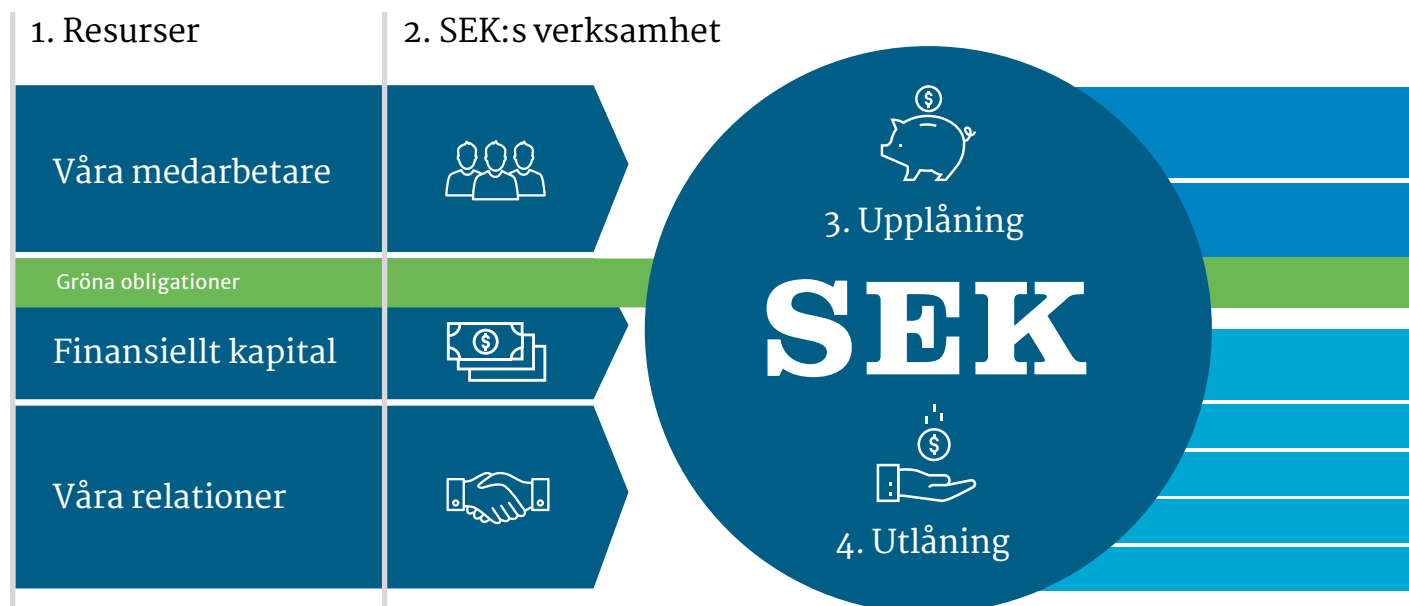 1. Resurser
2. SEK:s verksamhet
Våra medarbetare
3. Upplåning
Gröna obligationer
SEK
Finansiellt kapital
Våra relationer
4. Utlåning